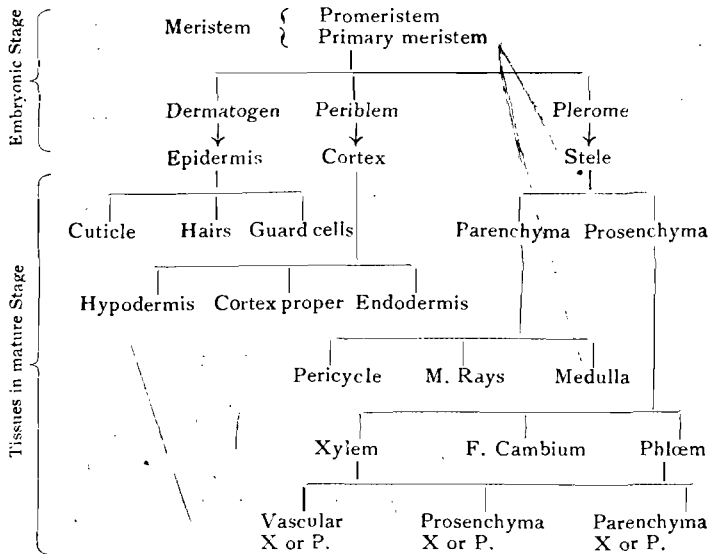 Embryonic Stage
Meristem
Promeristem
Primary meristem
Dermatogen Periblem Plerome
Epidermis Cortex Stele
Tissues in mature Stage
Cuticle Hairs Guard cells Parenchyma Prosenchyma
Hypodermis Cortex proper Endodermis
Pericycle M. Rays Medulla
Xylem F. Cambium Phlœm
Vascular Prosenchyma Parenchyma
X or P. X or P. X or P.